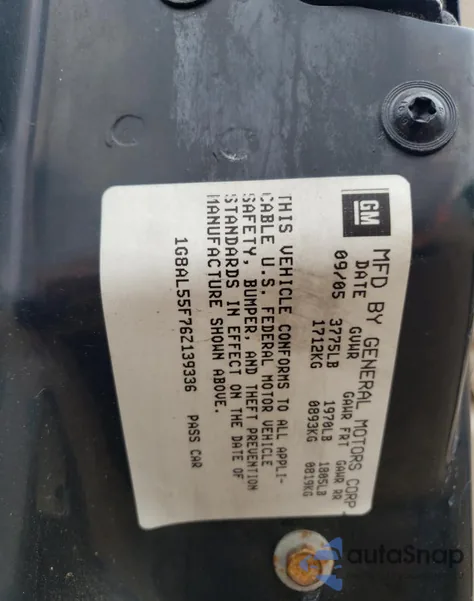 GM MFD BY GENERAL MOTORS CORP
DATE GVWR GAWR FRT GAWR RR
09/05 3775LB 1970LB 1805LB
1712KG 0893KG 0819KG
THIS VEHICLE CONFORMS TO ALL APPLI-
CABLE U.S. FEDERAL MOTOR VEHICLE
SAFETY, BUMPER, AND THEFT PREVENTION
STANDARDS IN EFFECT ON THE DATE OF
MANUFACTURE SHOWN ABOVE.
1G8AL55F76Z139336 PASS CAR
autoSnap